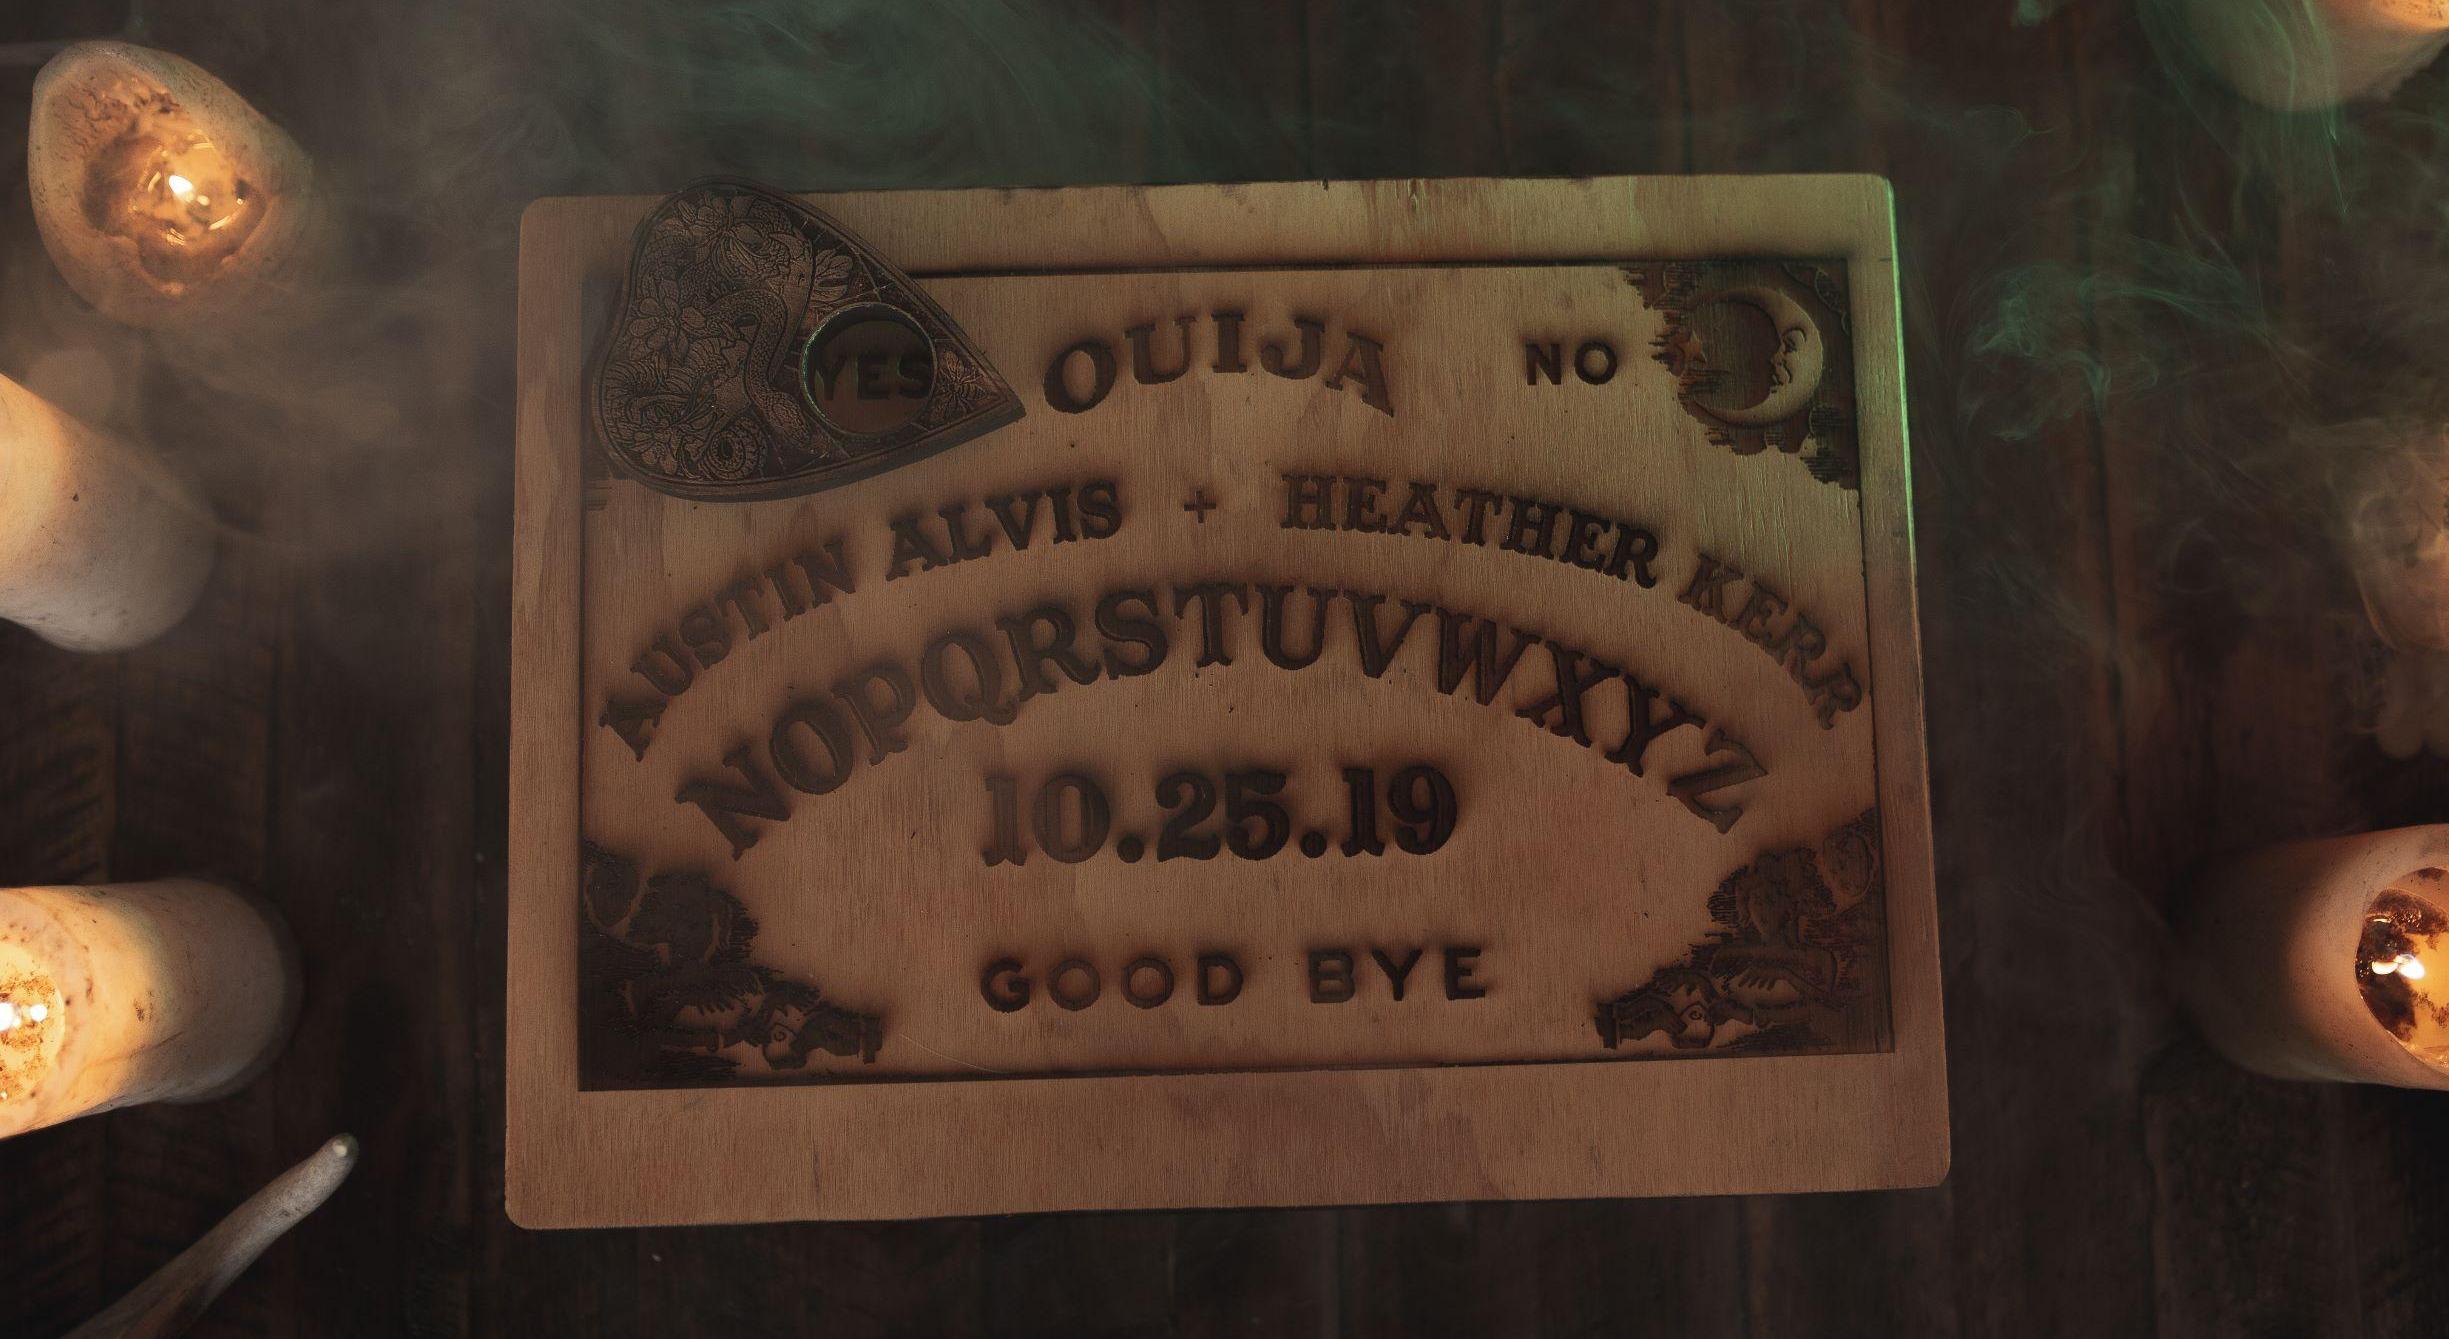 YES OUIJA NO
AUSTIN ALVIS + HEATHER KERR
NOPQRSTUVWXYZ
10.25.19
GOOD BYE